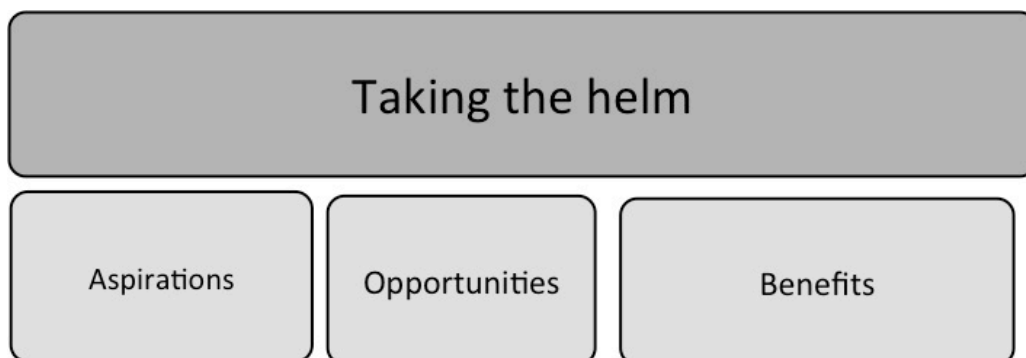 Taking the helm
Aspirations
Opportunities
Benefits